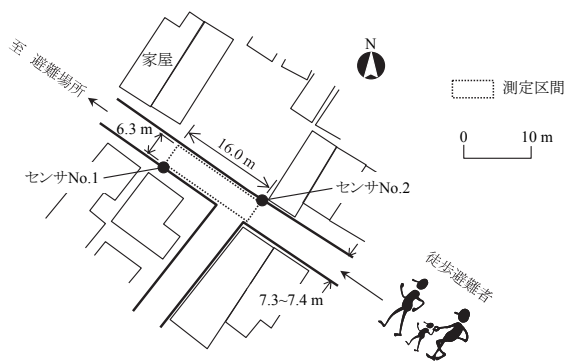 至 避難場所
家屋
N
測定区間
6.3 m
16.0 m
0 10 m
センサNo.1
センサNo.2
徒歩避難者
7.3~7.4 m